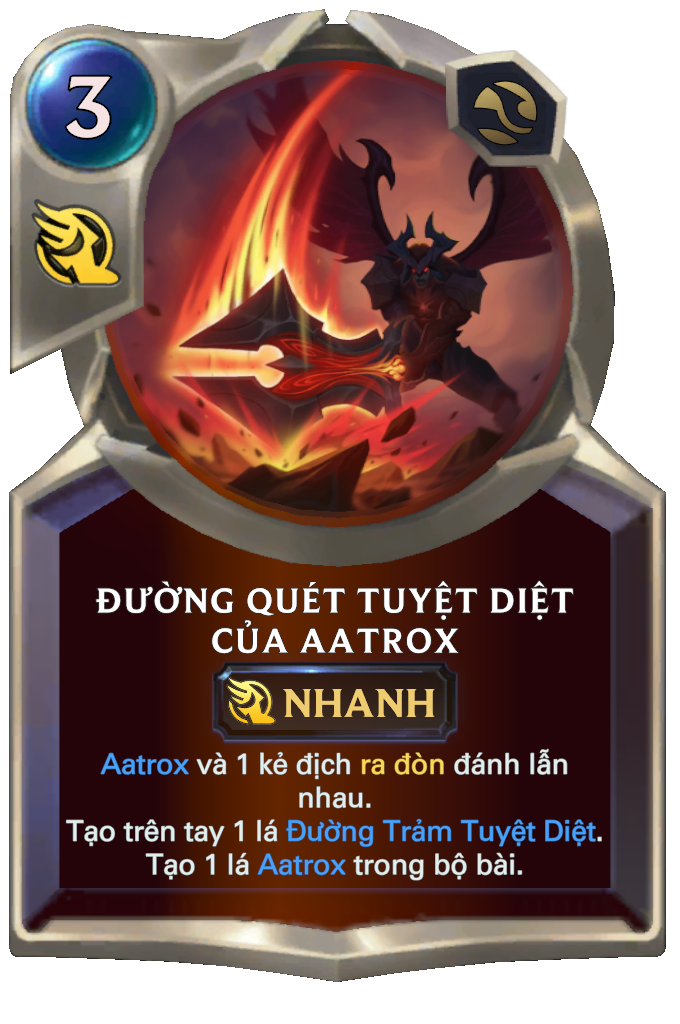 3
ĐƯỜNG QUÉT TUYỆT DIỆT
CỦA AATROX
NHANH
Aatrox và 1 kẻ địch ra đòn đánh lẫn
nhau.
Tạo trên tay 1 lá Đường Trảm Tuyệt Diệt.
Tạo 1 lá Aatrox trong bộ bài.